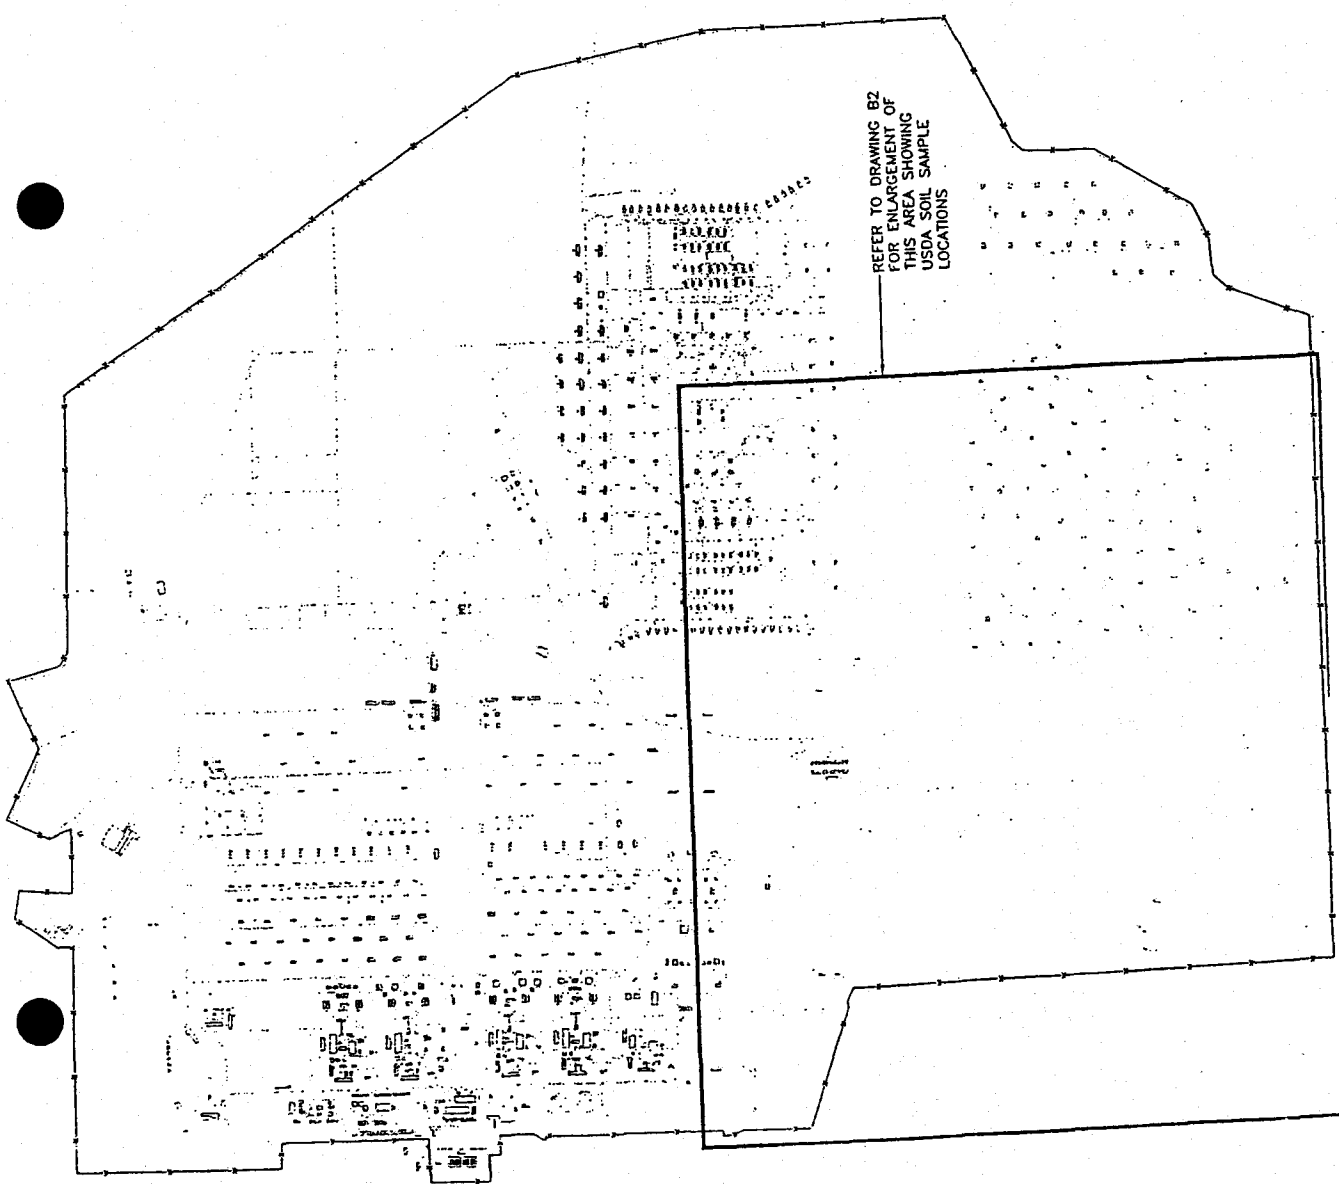 REFER TO DRAWING B2
FOR ENLARGEMENT OF
THIS AREA SHOWING
USDA SOIL SAMPLE
LOCATIONS